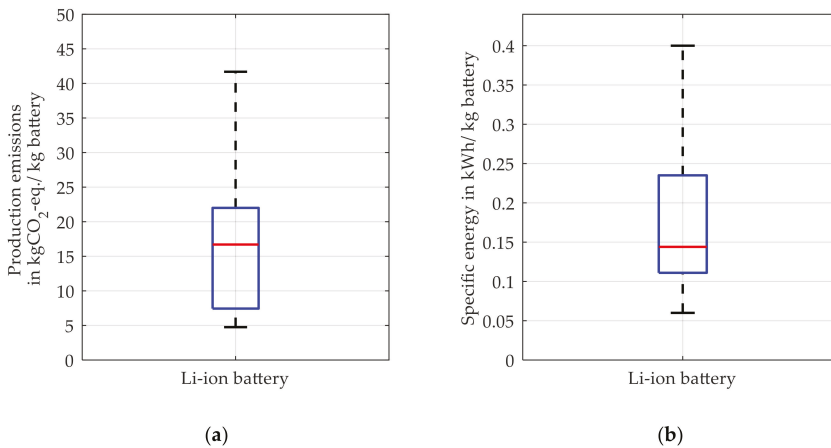 50
45
40
35
30
25
20
15
10
5
0
Production emissions
in kgCO2-eq./ kg battery
Li-ion battery
(a)
0.4
0.35
0.3
0.25
0.2
0.15
0.1
0.05
0
Specific energy in kWh/ kg battery
Li-ion battery
(b)